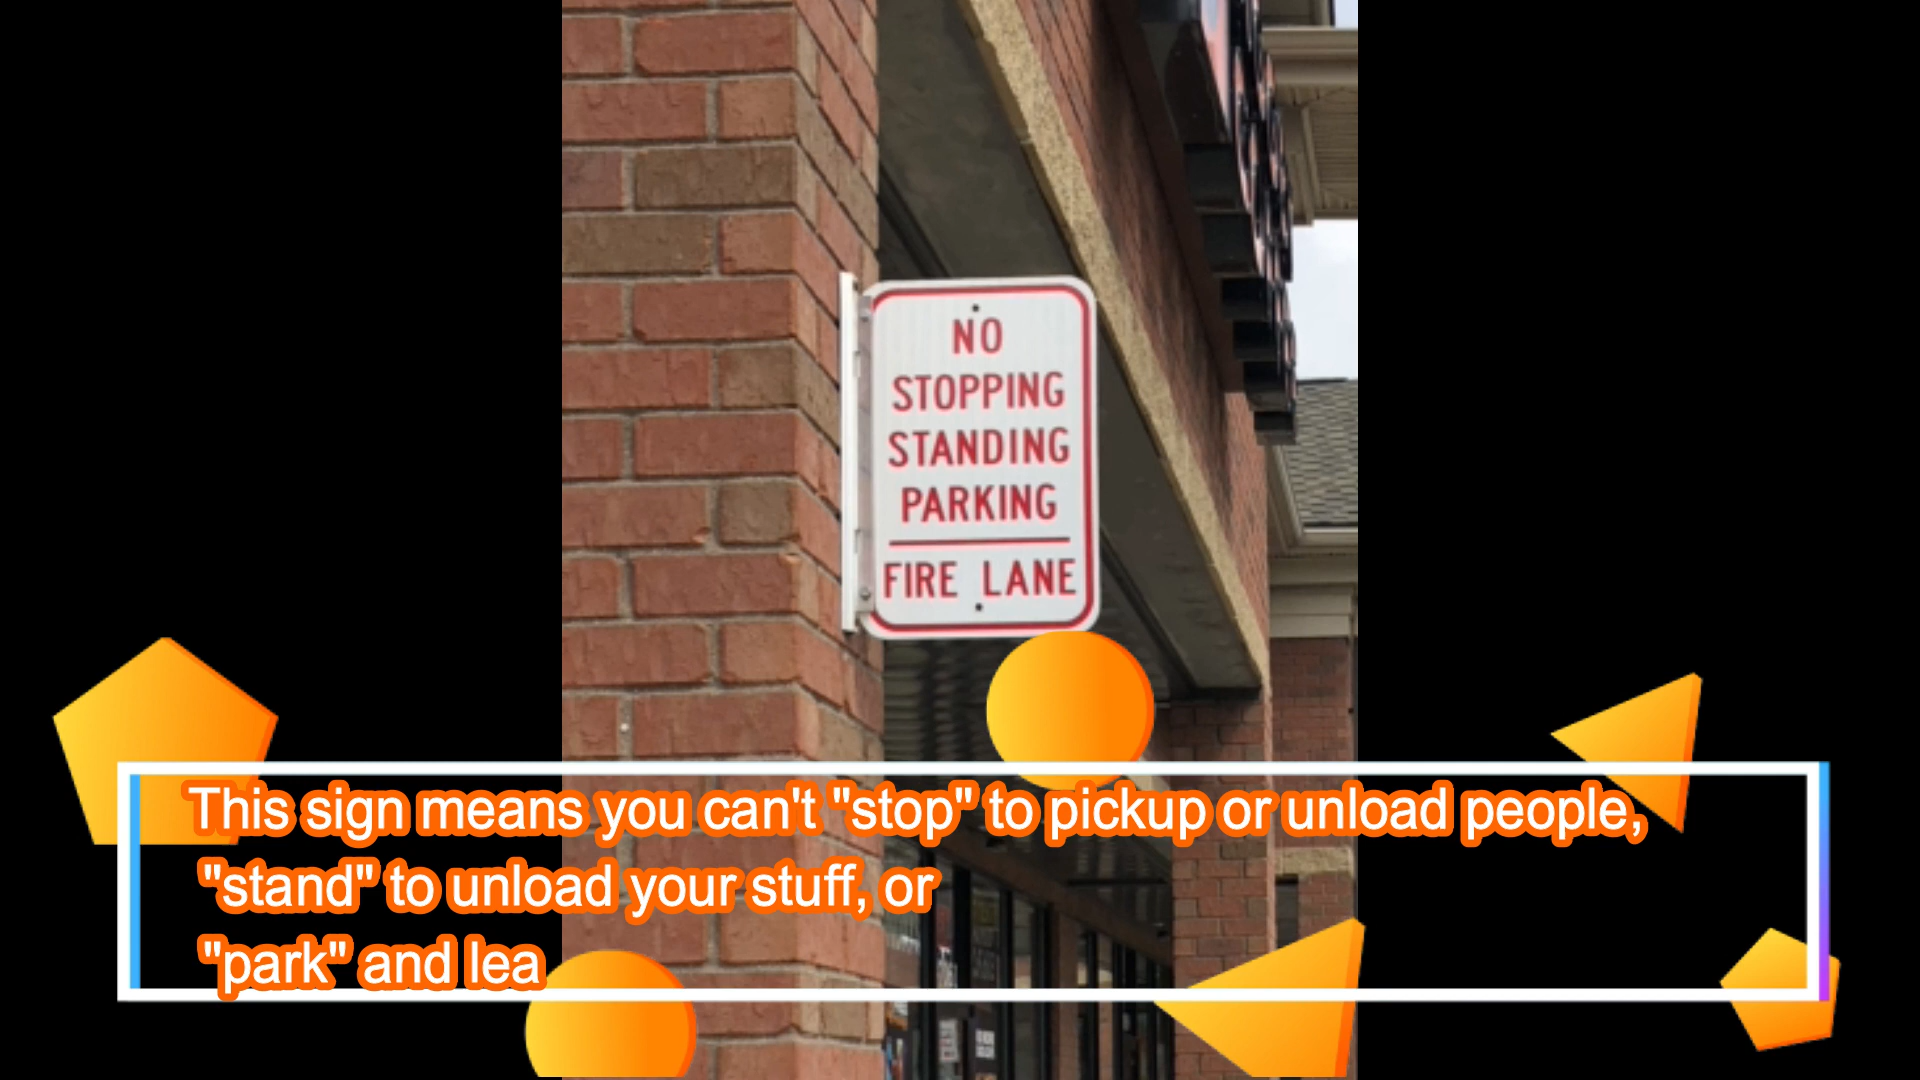 NO
STOPPING
STANDING
PARKING
FIRE LANE
This sign means you can't "stop" to pickup or unload people,
"stand" to unload your stuff, or
"park" and lea